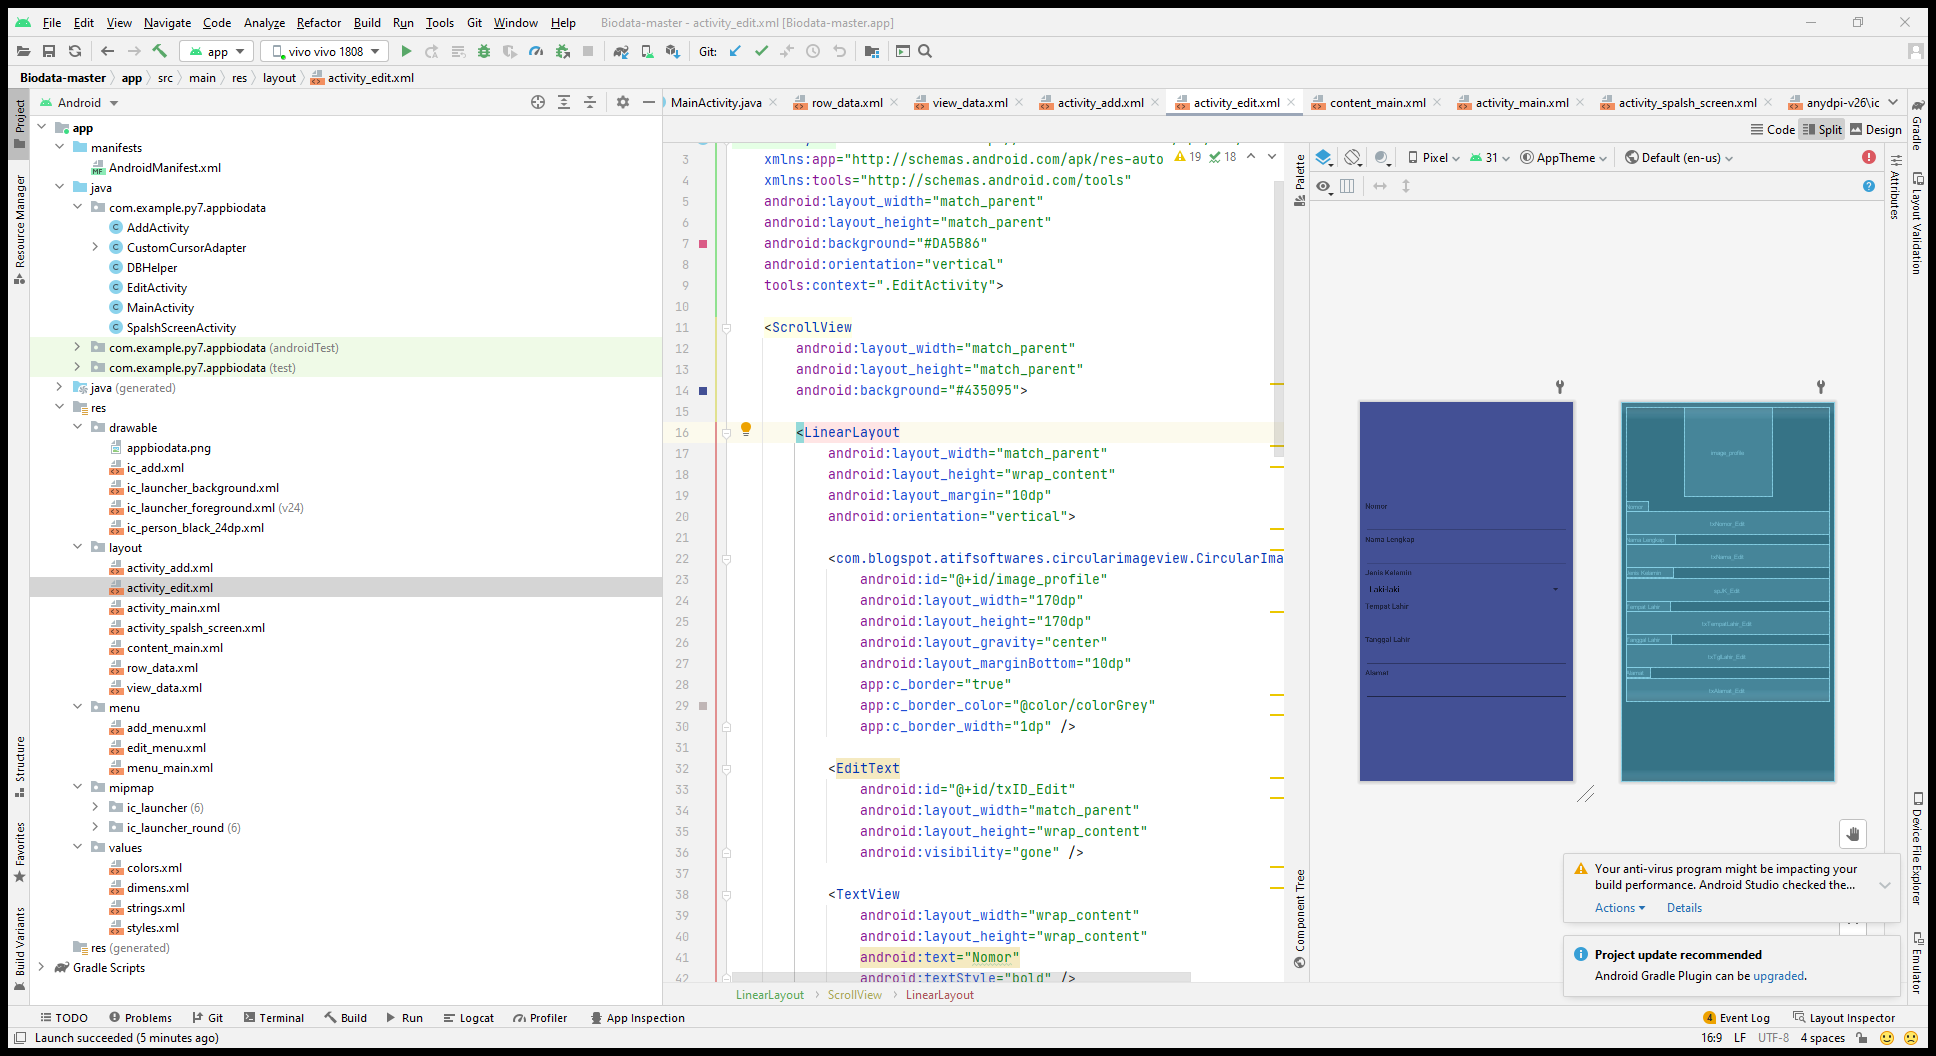 File Edit View Navigate Code Analyze Refactor Build Run Tools Git Window Help Biodata-master - activity_edit.xml [Biodata-master.app]
app vivo vivo 1808 Git:
Biodata-master app src main res layout activity_edit.xml
Android
MainActivity.java row_data.xml view_data.xml activity_add.xml activity_edit.xml content_main.xml activity_main.xml activity_spalsh_screen.xml anydpi-v26\ic
Code Split Design
Project
Resource Manager
Structure
Favorites
Build Variants
app
manifests
AndroidManifest.xml
java
com.example.py7.appbiodata
AddActivity
CustomCursorAdapter
DBHelper
EditActivity
MainActivity
SpalshScreenActivity
com.example.py7.appbiodata (androidTest)
com.example.py7.appbiodata (test)
java (generated)
res
drawable
appbiodata.png
ic_add.xml
ic_launcher_background.xml
ic_launcher_foreground.xml (v24)
ic_person_black_24dp.xml
layout
activity_add.xml
activity_edit.xml
activity_main.xml
activity_spalsh_screen.xml
content_main.xml
row_data.xml
view_data.xml
menu
add_menu.xml
edit_menu.xml
menu_main.xml
mipmap
ic_launcher (6)
ic_launcher_round (6)
values
colors.xml
dimens.xml
strings.xml
styles.xml
res (generated)
Gradle Scripts
3 xmlns:app="http://schemas.android.com/apk/res-auto 19 18
4 xmlns:tools="http://schemas.android.com/tools"
5 android:layout_width="match_parent"
6 android:layout_height="match_parent"
7 android:background="#DA5B86"
8 android:orientation="vertical"
9 tools:context=".EditActivity">
10
11 <ScrollView
12 android:layout_width="match_parent"
13 android:layout_height="match_parent"
14 android:background="#435095">
15
16 <LinearLayout
17 android:layout_width="match_parent"
18 android:layout_height="wrap_content"
19 android:layout_margin="10dp"
20 android:orientation="vertical">
21
22 <com.blogspot.atifsoftwares.circularimageview.CircularIma
23 android:id="@+id/image_profile"
24 android:layout_width="170dp"
25 android:layout_height="170dp"
26 android:layout_gravity="center"
27 android:layout_marginBottom="10dp"
28 app:c_border="true"
29 app:c_border_color="@color/colorGrey"
30 app:c_border_width="1dp" />
31
32 <EditText
33 android:id="@+id/txID_Edit"
34 android:layout_width="match_parent"
35 android:layout_height="wrap_content"
36 android:visibility="gone" />
37
38 <TextView
39 android:layout_width="wrap_content"
40 android:layout_height="wrap_content"
41 android:text="Nomor"
42 android:textStyle="bold" />
LinearLayout ScrollView LinearLayout
Palette
Component Tree
Pixel 31 AppTheme Default (en-us)
Nomor
Nama Lengkap
Jenis Kelamin
Laki-laki
Tempat Lahir
Tanggal Lahir
Alamat
image_profile
Nomor
txNomor_Edit
Nama Lengkap
txNama_Edit
Jenis Kelamin
spJK_Edit
Tempat Lahir
txTempatLahir_Edit
Tanggal Lahir
txTglLahir_Edit
Gradle
Attributes
Layout Validation
Device File Explorer
Emulator
Your anti-virus program might be impacting your
build performance. Android Studio checked the...
Actions Details
Project update recommended
Android Gradle Plugin can be upgraded.
TODO Problems Git Terminal Build Run Logcat Profiler App Inspection 4 Event Log Layout Inspector
Launch succeeded (5 minutes ago) 16:9 LF UTF-8 4 spaces